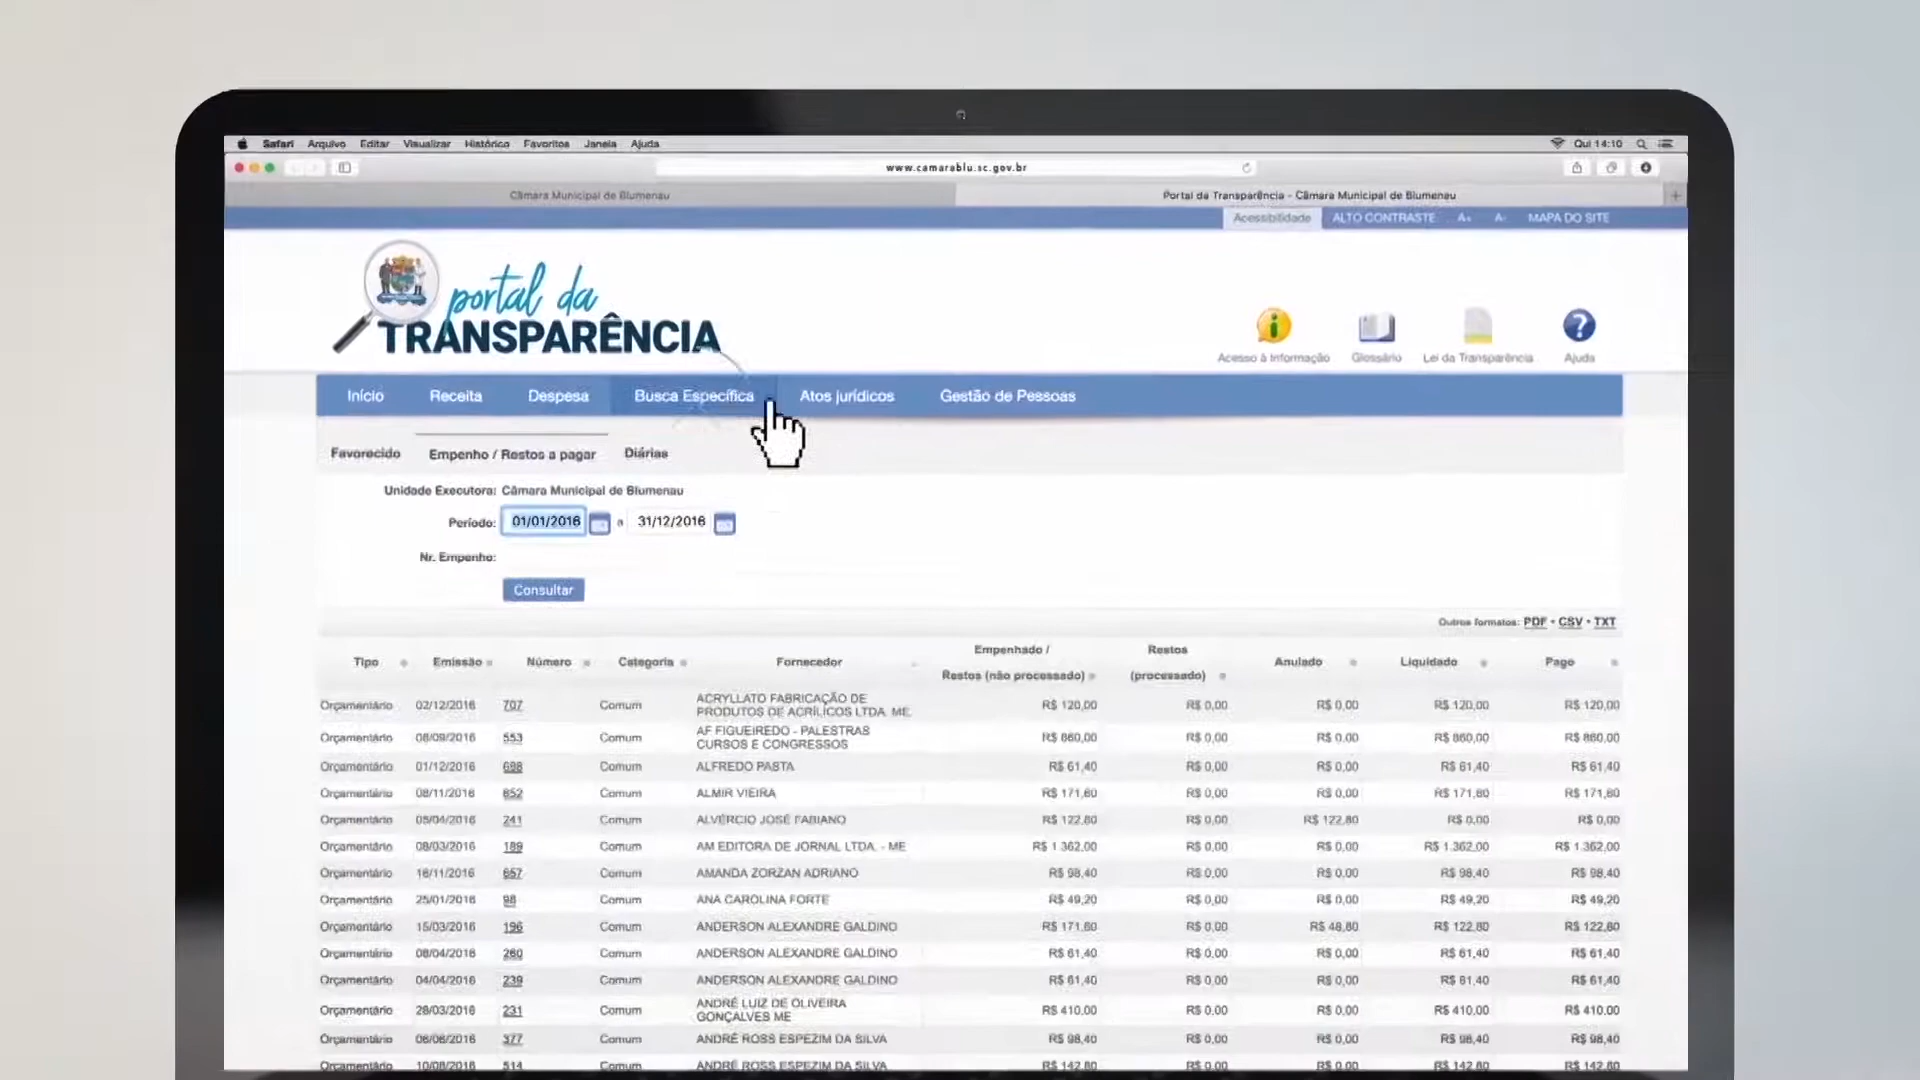 Safari Arquivo Editar Visualizar Histórico Favoritos Janela Ajuda
Qui 14:10
www.camarablu.sc.gov.br
Câmara Municipal de Blumenau
Portal da Transparência - Câmara Municipal de Blumenau
Acessibilidade ALTO CONTRASTE A+ A- MAPA DO SITE
portal da
TRANSPARÊNCIA
Acesso à Informação Glossário Lei da Transparência Ajuda
Início Receita Despesa Busca Específica Atos jurídicos Gestão de Pessoas
Favorecido Empenho / Restos a pagar Diárias
Unidade Executora: Câmara Municipal de Blumenau
Período: 01/01/2016 a 31/12/2016
Nr. Empenho:
Consultar
Outros formatos: PDF • CSV • TXT
Tipo Emissão Número Categoria Fornecedor Empenhado / Restos (não processado) Restos (processado) Anulado Liquidado Pago
Orçamentário 02/12/2016 707 Comum ACRYLLATO FABRICAÇÃO DE PRODUTOS DE ACRÍLICOS LTDA. ME. R$ 120,00 R$ 0,00 R$ 0,00 R$ 120,00 R$ 120,00
Orçamentário 553 Comum AF FIGUEIREDO - PALESTRAS CURSOS E CONGRESSOS R$ 860,00 R$ 0,00 R$ 0,00 R$ 860,00 R$ 860,00
Orçamentário 01/12/2016 698 Comum ALFREDO PASTA R$ 61,40 R$ 0,00 R$ 0,00 R$ 61,40 R$ 61,40
Orçamentário 08/11/2016 652 Comum ALMIR VIEIRA R$ 171,60 R$ 0,00 R$ 0,00 R$ 171,60 R$ 171,60
Orçamentário 05/04/2016 241 Comum ALVÉRCIO JOSÉ FABIANO R$ 122,80 R$ 0,00 R$ 122,80 R$ 0,00 R$ 0,00
Orçamentário 08/03/2016 189 Comum AM EDITORA DE JORNAL LTDA. - ME R$ 1.362,00 R$ 0,00 R$ 0,00 R$ 1.362,00 R$ 1.362,00
Orçamentário 16/11/2016 657 Comum AMANDA ZORZAN ADRIANO R$ 98,40 R$ 0,00 R$ 0,00 R$ 98,40 R$ 98,40
Orçamentário 25/01/2016 98 Comum ANA CAROLINA FORTE R$ 49,20 R$ 0,00 R$ 0,00 R$ 49,20 R$ 49,20
Orçamentário 15/03/2016 196 Comum ANDERSON ALEXANDRE GALDINO R$ 171,60 R$ 0,00 R$ 48,80 R$ 122,80 R$ 122,80
Orçamentário 08/04/2016 260 Comum ANDERSON ALEXANDRE GALDINO R$ 61,40 R$ 0,00 R$ 0,00 R$ 61,40 R$ 61,40
Orçamentário 04/04/2016 239 Comum ANDERSON ALEXANDRE GALDINO R$ 61,40 R$ 0,00 R$ 0,00 R$ 61,40 R$ 61,40
Orçamentário 231 Comum ANDRÉ LUIZ DE OLIVEIRA GONÇALVES ME R$ 410,00 R$ 0,00 R$ 0,00 R$ 410,00 R$ 410,00
Orçamentário 377 Comum ANDRÉ ROSS ESPEZIM DA SILVA R$ 98,40 R$ 0,00 R$ 0,00 R$ 98,40 R$ 98,40
Orçamentário 514 Comum ANDRÉ ROSS ESPEZIM DA SILVA R$ 142,80 R$ 0,00 R$ 0,00 R$ 142,80 R$ 142,80